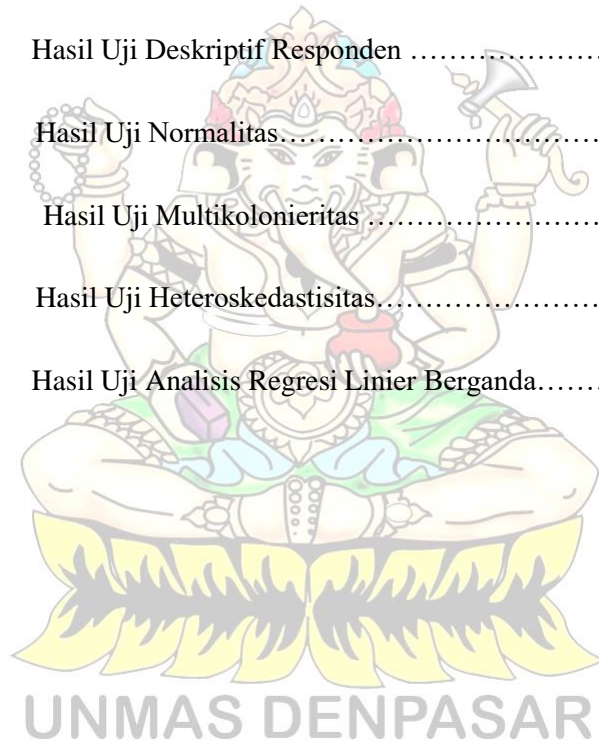 Hasil Uji Deskriptif Responden ………………
Hasil Uji Normalitas…………………………
Hasil Uji Multikolonieritas …………………
Hasil Uji Heteroskedastisitas…………………
Hasil Uji Analisis Regresi Linier Berganda……
UNMAS DENPASAR